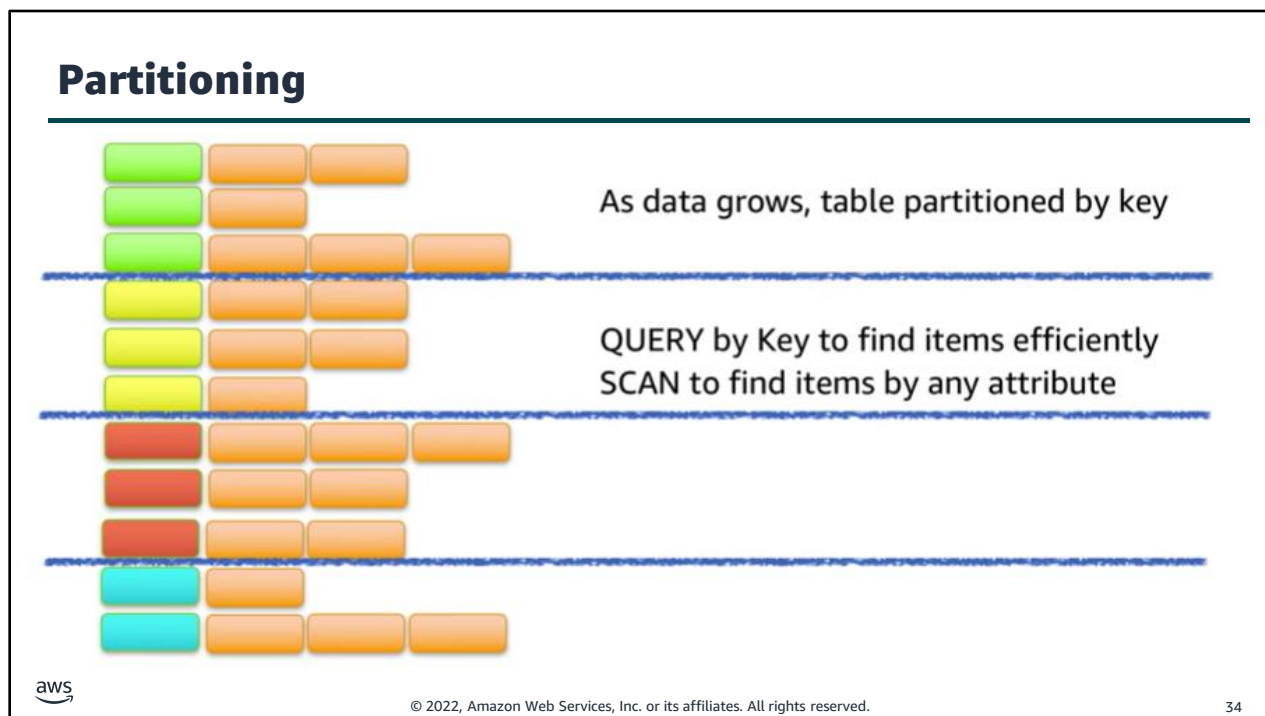 Partitioning
As data grows, table partitioned by key
QUERY by Key to find items efficiently
SCAN to find items by any attribute
aws
© 2022, Amazon Web Services, Inc. or its affiliates. All rights reserved.
34